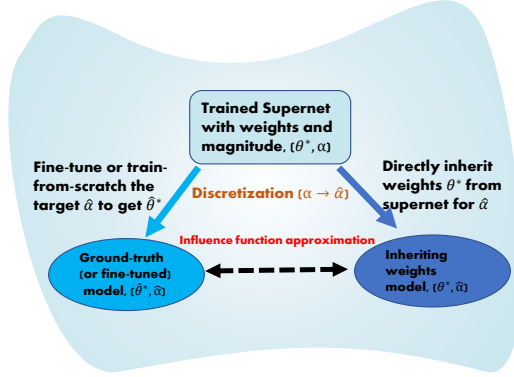 Trained Supernet
with weights and
magnitude, (θ*, α)
Fine-tune or train-
from-scratch the
target α̂ to get θ̂*
Directly inherit
weights θ* from
supernet for α̂
Discretization (α → α̂)
Influence function approximation
Ground-truth
(or fine-tuned)
model, (θ̂*, α̂)
Inheriting
weights
model, (θ*, α̂)